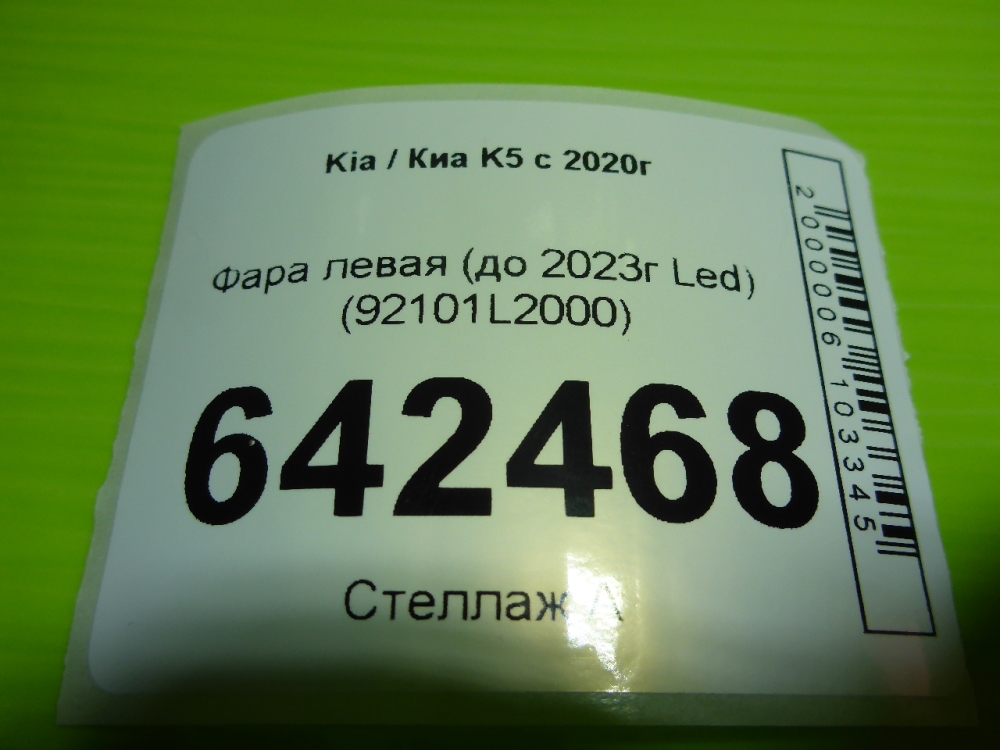 Kia / Киа K5 с 2020г
Фара левая (до 2023г Led)
(92101L2000)
642468
Стеллаж А
2000006103345